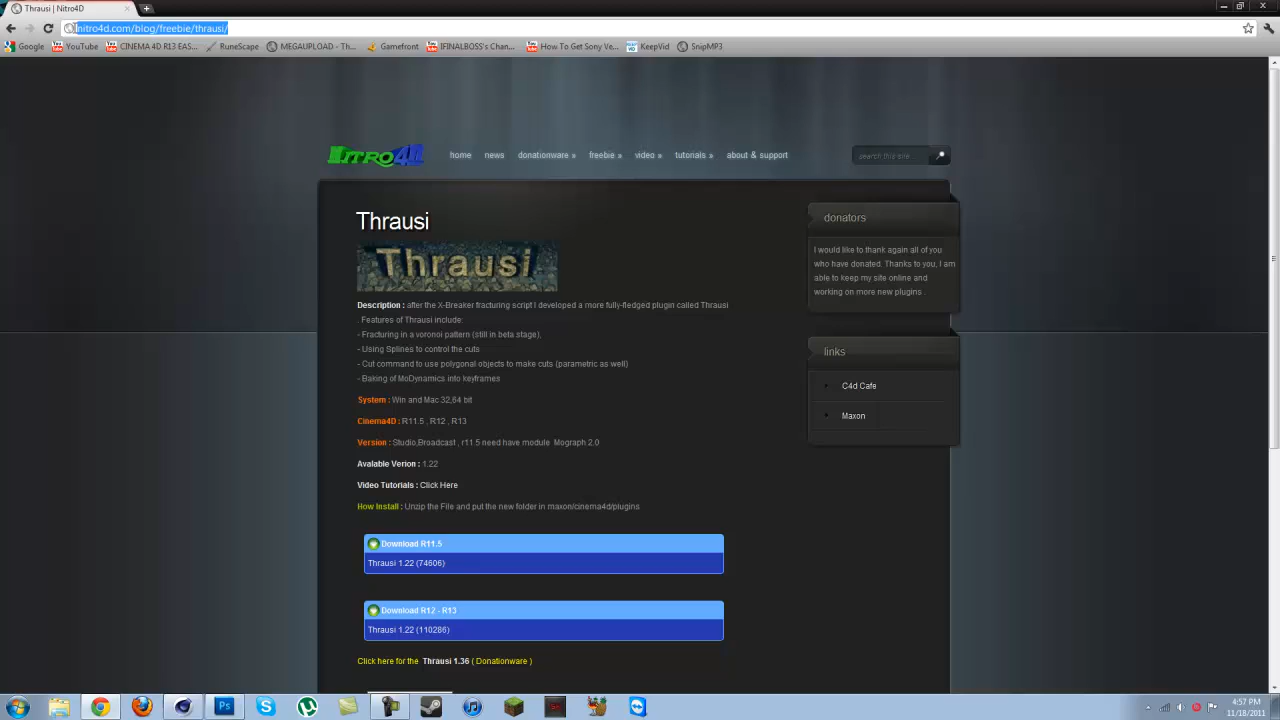 Thrausi | Nitro4D
nitro4d.com/blog/freebie/thrausi/
Google YouTube CINEMA 4D R13 EAS... RuneScape MEGAUPLOAD - Th... Gamefront IFINALBOSS's Chan... How To Get Sony Ve... KeepVid SnipMP3
NITRO4D home news donationware » freebie » video » tutorials » about & support search this site...
Thrausi
Thrausi
Description : after the X-Breaker fracturing script I developed a more fully-fledged plugin called Thrausi
. Features of Thrausi include:
- Fracturing in a voronoi pattern (still in beta stage),
- Using Splines to control the cuts
- Cut command to use polygonal objects to make cuts (parametric as well)
- Baking of MoDynamics into keyframes
System : Win and Mac 32,64 bit
Cinema4D : R11.5 , R12 , R13
Version : Studio,Broadcast , r11.5 need have module Mograph 2.0
Avalable Verion : 1.22
Video Tutorials : Click Here
How Install : Unzip the File and put the new folder in maxon/cinema4d/plugins
Download R11.5
Thrausi 1.22 (74606)
Download R12 - R13
Thrausi 1.22 (110286)
Click here for the Thrausi 1.36 ( Donationware )
donators
I would like to thank again all of you
who have donated. Thanks to you, I am
able to keep my site online and
working on more new plugins .
links
C4d Cafe
Maxon
4:57 PM
11/18/2011